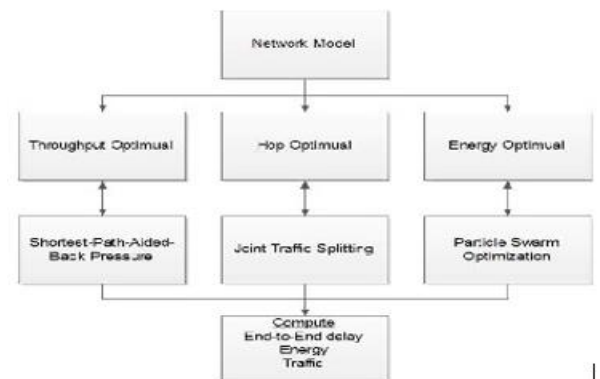 Network Model
Throughput Optimual
Hop Optimual
Energy Optimual
Shortest-Path-Aided-
Back Pressure
Joint Traffic Splitting
Particle Swarm
Optimization
Compute
End-to-End delay
Energy
Traffic